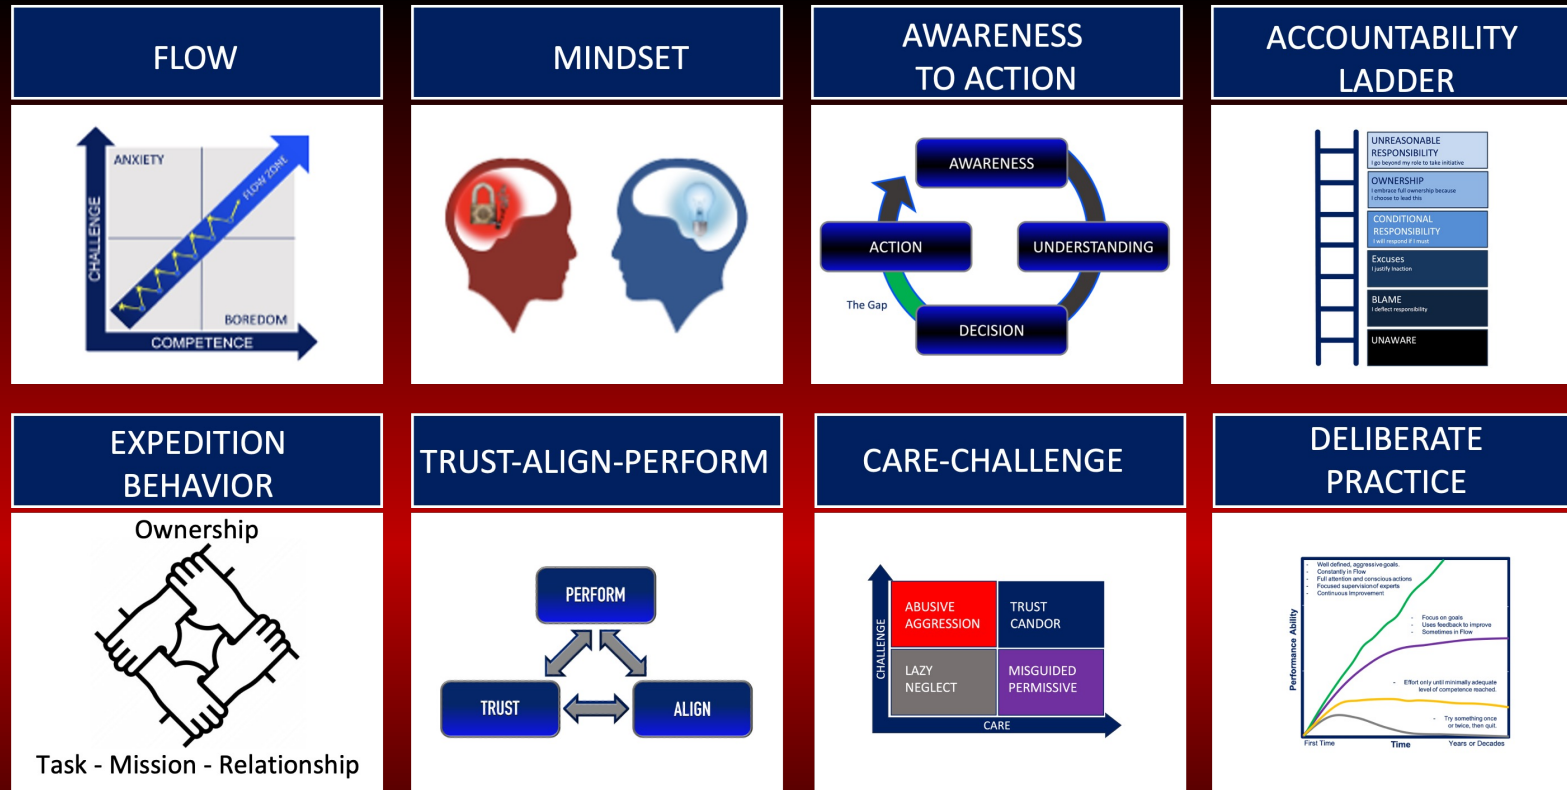 FLOW
ANXIETY
FLOW ZONE
CHALLENGE
BOREDOM
COMPETENCE
MINDSET
AWARENESS
TO ACTION
AWARENESS
ACTION
UNDERSTANDING
The Gap
DECISION
ACCOUNTABILITY
LADDER
UNREASONABLE
RESPONSIBILITY
I go beyond my role to take initiative
OWNERSHIP
I embrace full ownership because
I choose to lead this
CONDITIONAL
RESPONSIBILITY
I will respond if I must
Excuses
I justify Inaction
BLAME
I deflect responsibility
UNAWARE
EXPEDITION
BEHAVIOR
Ownership
Task - Mission - Relationship
TRUST-ALIGN-PERFORM
PERFORM
TRUST
ALIGN
CARE-CHALLENGE
CHALLENGE
ABUSIVE
AGGRESSION
TRUST
CANDOR
LAZY
NEGLECT
MISGUIDED
PERMISSIVE
CARE
DELIBERATE
PRACTICE
- Well defined, aggressive goals.
- Constantly in Flow
- Full attention and conscious actions
- Focused supervision of experts
- Continuous Improvement
- Focus on goals
- Uses feedback to improve
- Sometimes in Flow
Performance Ability
- Effort only until minimally adequate
level of competence reached.
- Try something once
or twice, then quit.
First Time
Time
Years or Decades